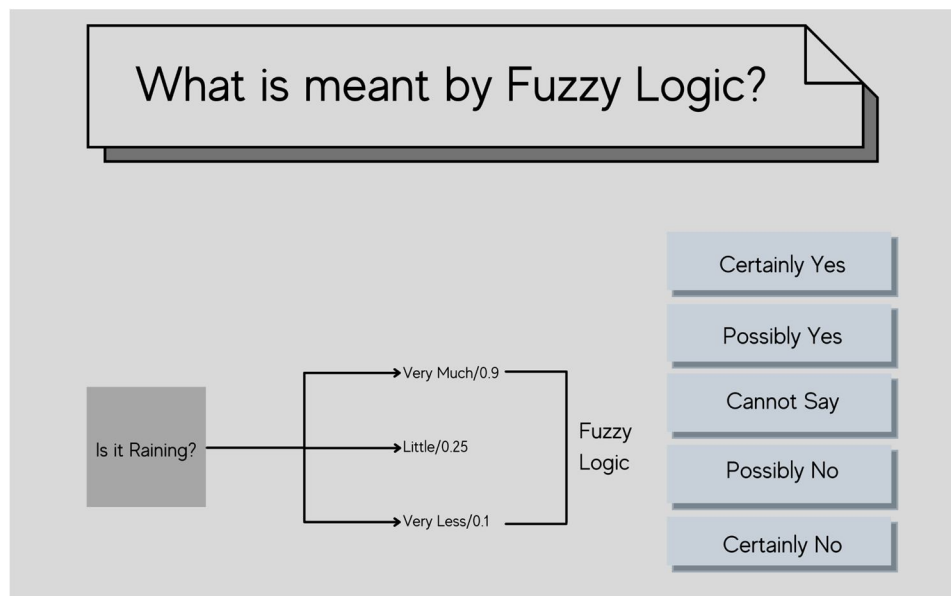 What is meant by Fuzzy Logic?
Is it Raining?
Very Much/0.9
Little/0.25
Very Less/0.1
Fuzzy
Logic
Certainly Yes
Possibly Yes
Cannot Say
Possibly No
Certainly No